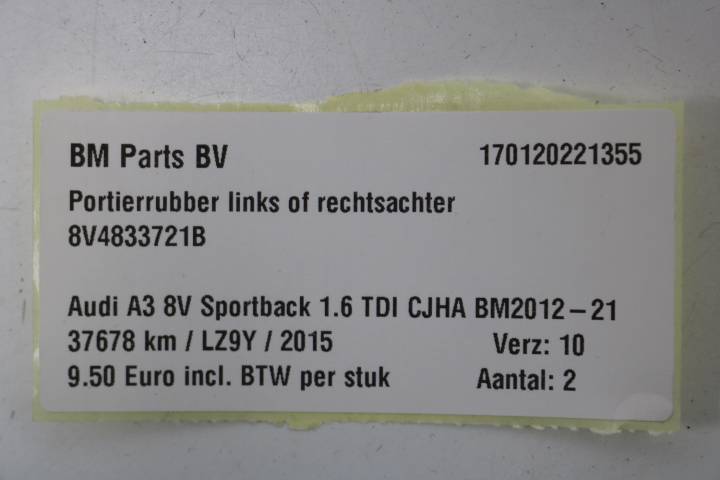 BM Parts BV 170120221355
Portierrubber links of rechtsachter
8V4833721B
Audi A3 8V Sportback 1.6 TDI CJHA BM2012-21
37678 km / LZ9Y / 2015 Verz: 10
9.50 Euro incl. BTW per stuk Aantal: 2